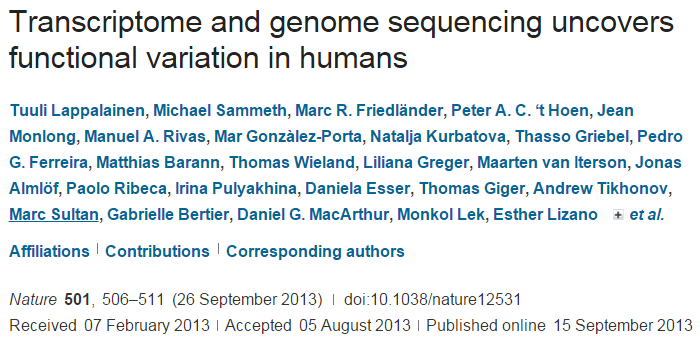 Transcriptome and genome sequencing uncovers
functional variation in humans
Tuuli Lappalainen, Michael Sammeth, Marc R. Friedländer, Peter A. C. ‘t Hoen, Jean
Monlong, Manuel A. Rivas, Mar Gonzàlez-Porta, Natalja Kurbatova, Thasso Griebel, Pedro
G. Ferreira, Matthias Barann, Thomas Wieland, Liliana Greger, Maarten van Iterson, Jonas
Almlöf, Paolo Ribeca, Irina Pulyakhina, Daniela Esser, Thomas Giger, Andrew Tikhonov,
Marc Sultan, Gabrielle Bertier, Daniel G. MacArthur, Monkol Lek, Esther Lizano + et al.
Affiliations | Contributions | Corresponding authors
Nature 501, 506–511 (26 September 2013) | doi:10.1038/nature12531
Received 07 February 2013 | Accepted 05 August 2013 | Published online 15 September 2013